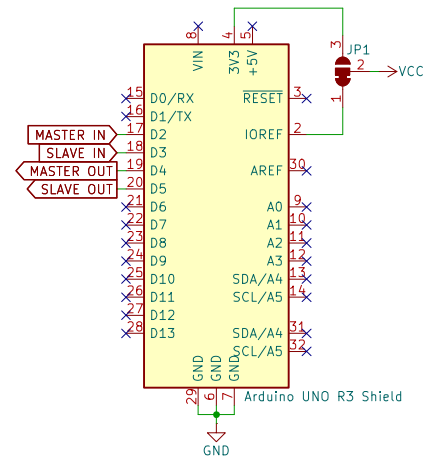 8 4 5
VIN 3V3 +5V
3 JP1
2 VCC
1
15 D0/RX RESET 3
16 D1/TX
MASTER IN 17 D2 IOREF 2
SLAVE IN 18 D3
MASTER OUT 19 D4 AREF 30
SLAVE OUT 20 D5
21 D6 A0 9
22 D7 A1 10
23 D8 A2 11
24 D9 A3 12
25 D10 SDA/A4 13
26 D11 SCL/A5 14
27 D12
28 D13 SDA/A4 31
SCL/A5 32
GND GND GND
29 6 7
Arduino UNO R3 Shield
GND